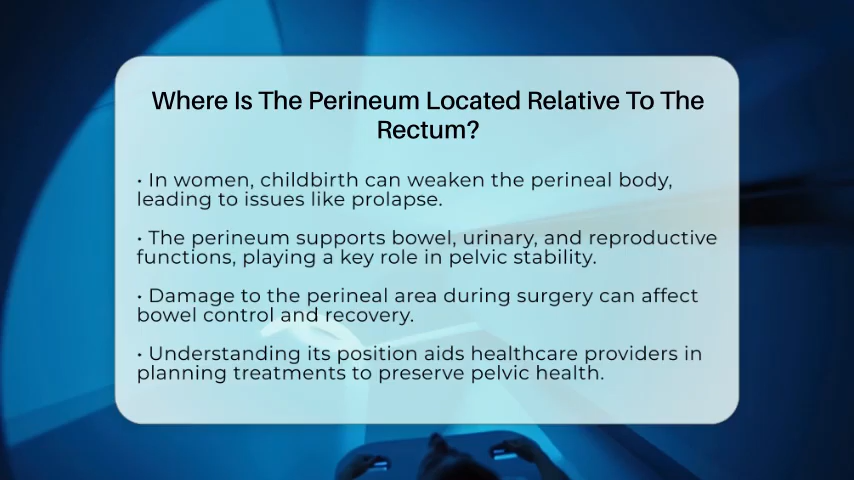 Where Is The Perineum Located Relative To The
Rectum?
• In women, childbirth can weaken the perineal body,
leading to issues like prolapse.
• The perineum supports bowel, urinary, and reproductive
functions, playing a key role in pelvic stability.
• Damage to the perineal area during surgery can affect
bowel control and recovery.
• Understanding its position aids healthcare providers in
planning treatments to preserve pelvic health.